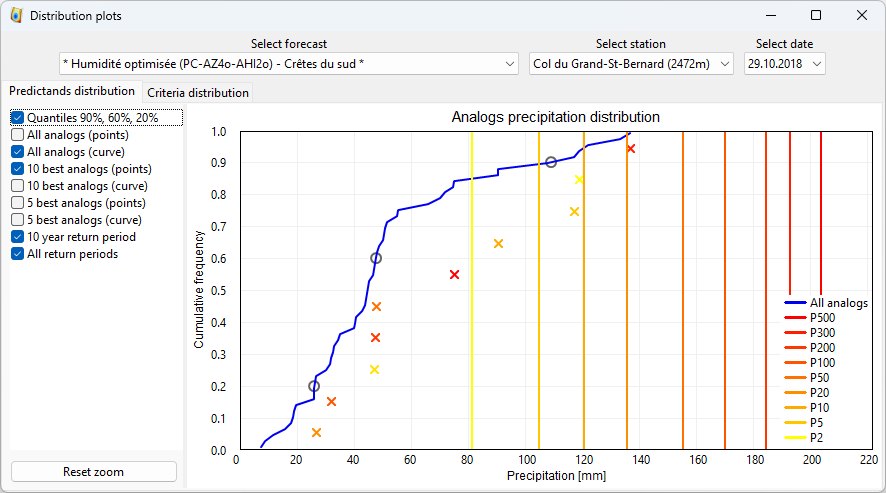 Distribution plots
Select forecast
Select station
Select date
* Humidité optimisée (PC-AZ4o-AHI2o) - Crêtes du sud *
Col du Grand-St-Bernard (2472m)
29.10.2018
Predictands distribution
Criteria distribution
Quantiles 90%, 60%, 20%
All analogs (points)
All analogs (curve)
10 best analogs (points)
10 best analogs (curve)
5 best analogs (points)
5 best analogs (curve)
10 year return period
All return periods
Reset zoom
Analogs precipitation distribution
Cumulative frequency
1.0
0.9
0.8
0.7
0.6
0.5
0.4
0.3
0.2
0.1
0.0
0 20 40 60 80 100 120 140 160 180 200 220
Precipitation [mm]
All analogs
P500
P300
P200
P100
P50
P20
P10
P5
P2